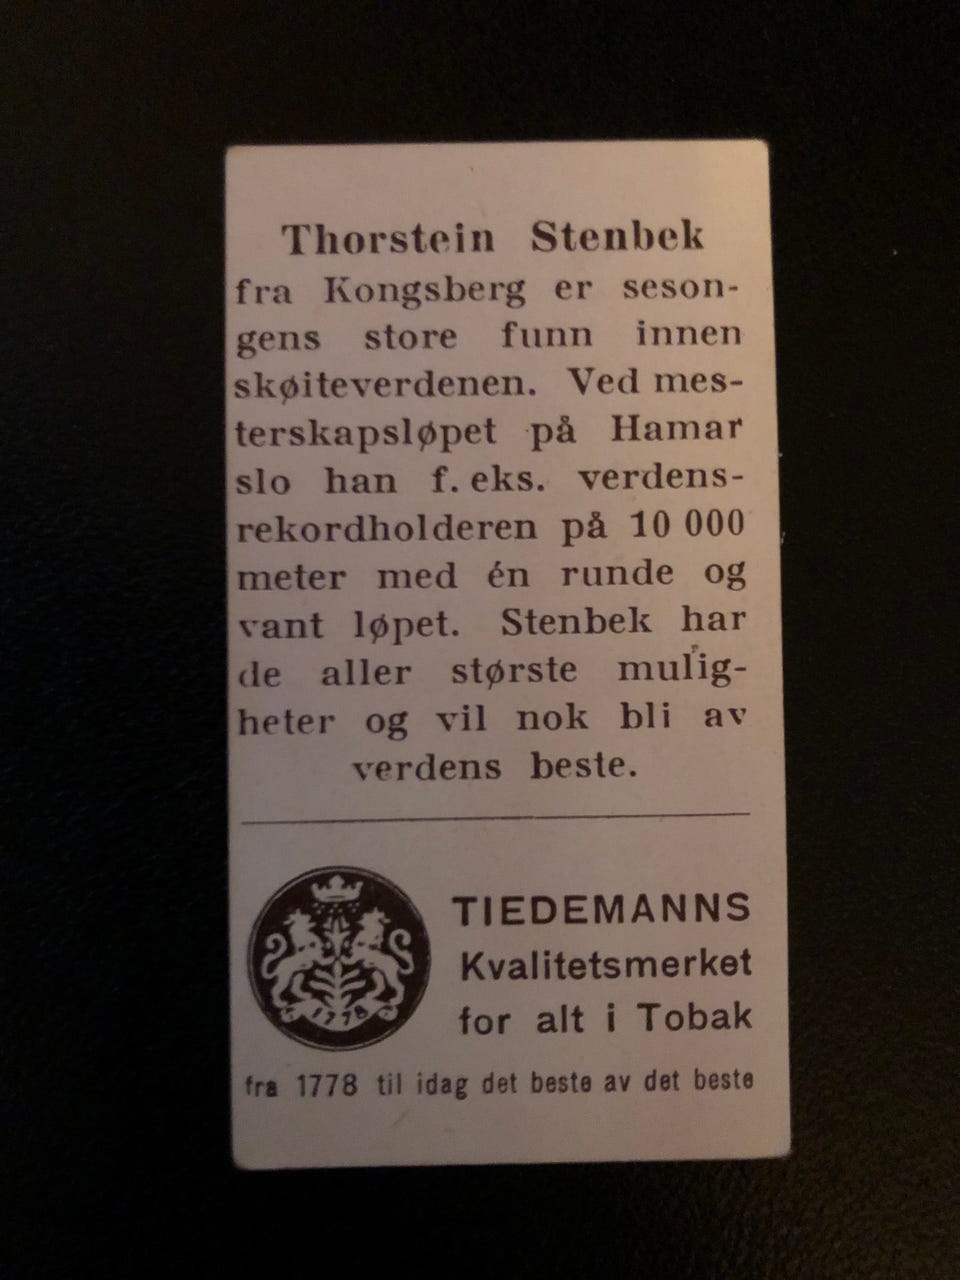 Thorstein Stenbek
fra Kongsberg er seson-
gens store funn innen
skøiteverdenen. Ved mes-
terskapsløpet på Hamar
slo han f. eks. verdens-
rekordholderen på 10 000
meter med én runde og
vant løpet. Stenbek har
de aller største mulig-
heter og vil nok bli av
verdens beste.
1778
TIEDEMANNS
Kvalitetsmerket
for alt i Tobak
fra 1778 til idag det beste av det beste